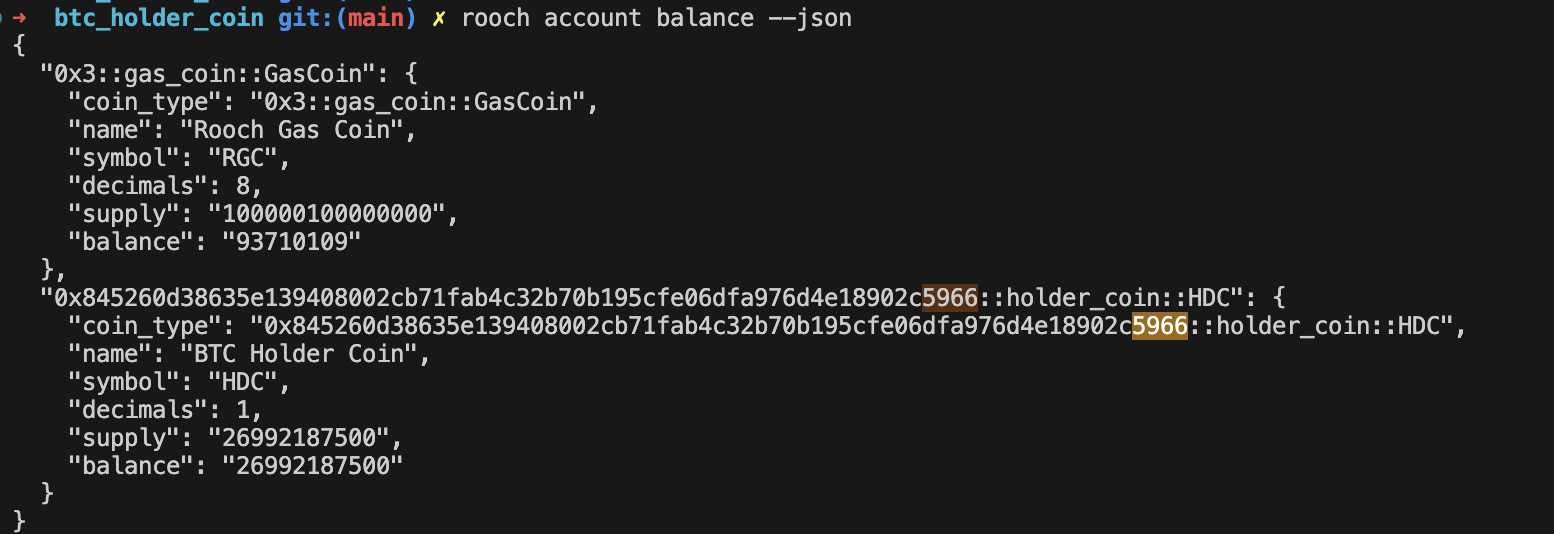 ➜  btc_holder_coin git:(main) ✗ rooch account balance --json
{
  "0x3::gas_coin::GasCoin": {
    "coin_type": "0x3::gas_coin::GasCoin",
    "name": "Rooch Gas Coin",
    "symbol": "RGC",
    "decimals": 8,
    "supply": "100000100000000",
    "balance": "93710109"
  },
  "0x845260d38635e139408002cb71fab4c32b70b195cfe06dfa976d4e18902c5966::holder_coin::HDC": {
    "coin_type": "0x845260d38635e139408002cb71fab4c32b70b195cfe06dfa976d4e18902c5966::holder_coin::HDC",
    "name": "BTC Holder Coin",
    "symbol": "HDC",
    "decimals": 1,
    "supply": "26992187500",
    "balance": "26992187500"
  }
}